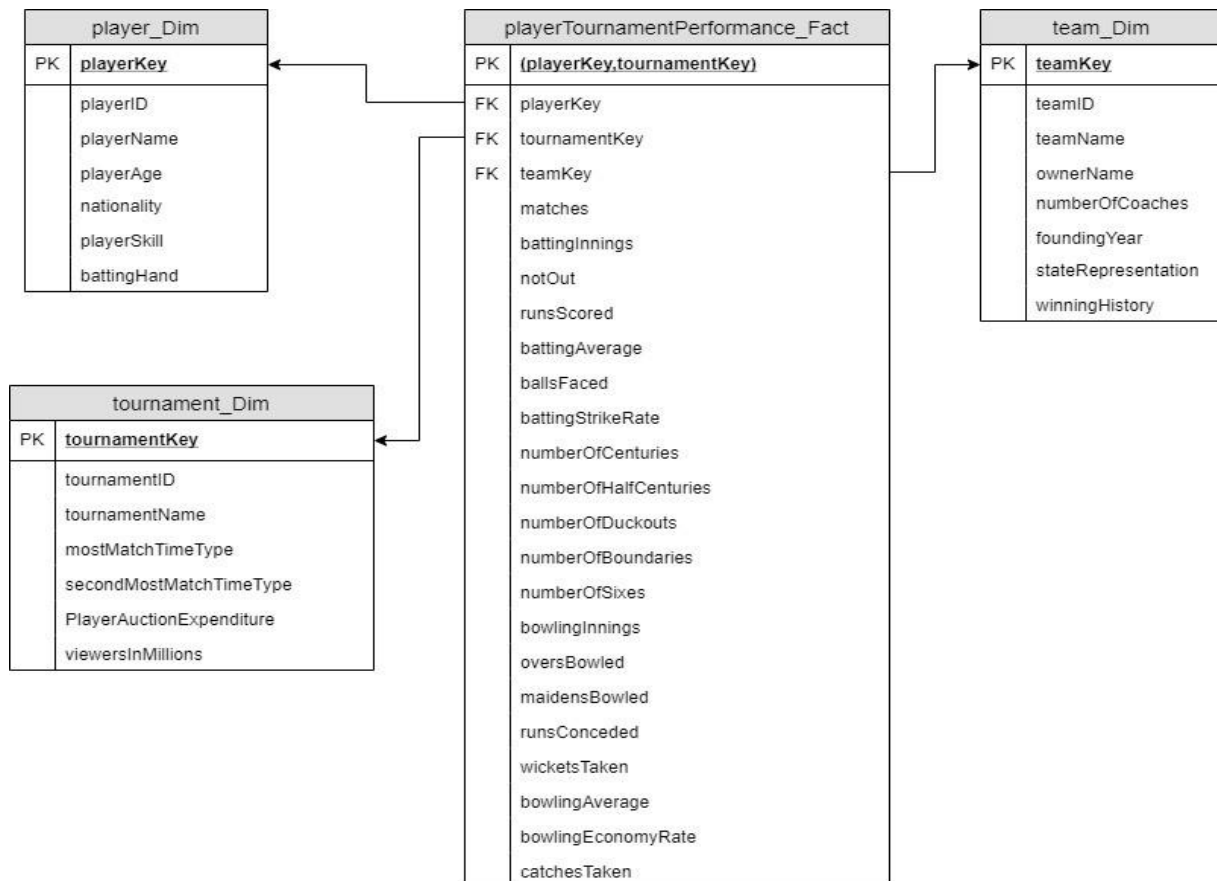 player_Dim
PK playerKey
playerID
playerName
playerAge
nationality
playerSkill
battingHand
tournament_Dim
PK tournamentKey
tournamentID
tournamentName
mostMatchTimeType
secondMostMatchTimeType
PlayerAuctionExpenditure
viewersInMillions
playerTournamentPerformance_Fact
PK (playerKey,tournamentKey)
FK playerKey
FK tournamentKey
FK teamKey
matches
battingInnings
notOut
runsScored
battingAverage
ballsFaced
battingStrikeRate
numberOfCenturies
numberOfHalfCenturies
numberOfDuckouts
numberOfBoundaries
numberOfSixes
bowlingInnings
oversBowled
maidensBowled
runsConceded
wicketsTaken
bowlingAverage
bowlingEconomyRate
catchesTaken
team_Dim
PK teamKey
teamID
teamName
ownerName
numberOfCoaches
foundingYear
stateRepresentation
winningHistory